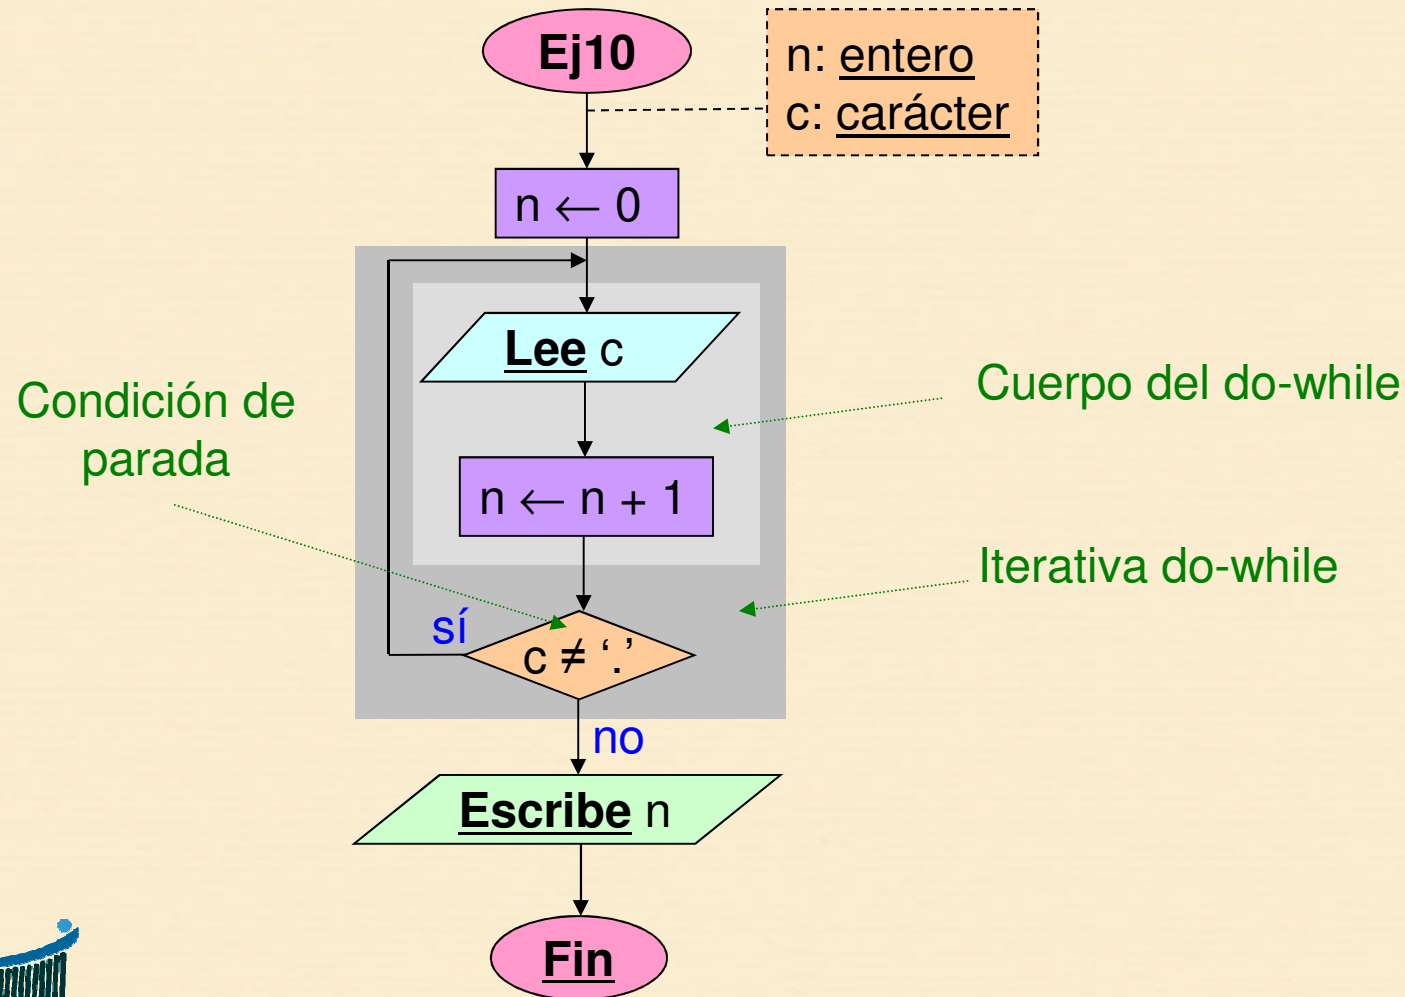 Ej10
n: entero
c: carácter
n ← 0
Lee c
Condición de
parada
Cuerpo del do-while
n ← n + 1
Iterativa do-while
sí
c ≠ ‘.’
no
Escribe n
Fin